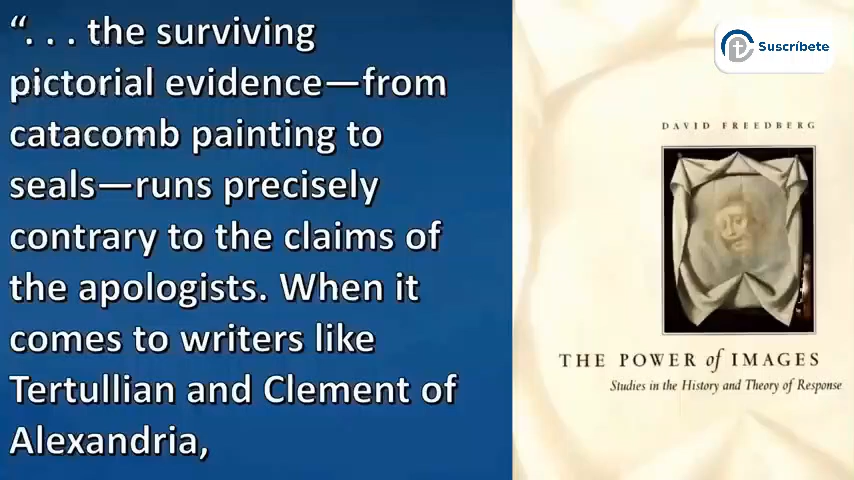 “. . . the surviving
pictorial evidence—from
catacomb painting to
seals—runs precisely
contrary to the claims of
the apologists. When it
comes to writers like
Tertullian and Clement of
Alexandria,
Suscríbete
DAVID FREEDBERG
THE POWER of IMAGES
Studies in the History and Theory of Response